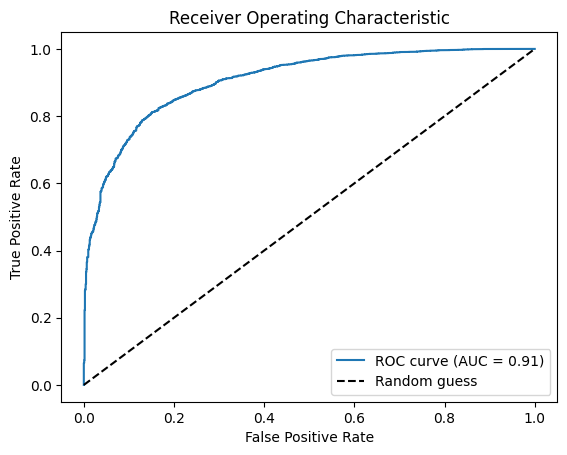 Receiver Operating Characteristic
1.0
0.8
0.6
0.4
0.2
0.0
True Positive Rate
ROC curve (AUC = 0.91)
Random guess
0.0 0.2 0.4 0.6 0.8 1.0
False Positive Rate